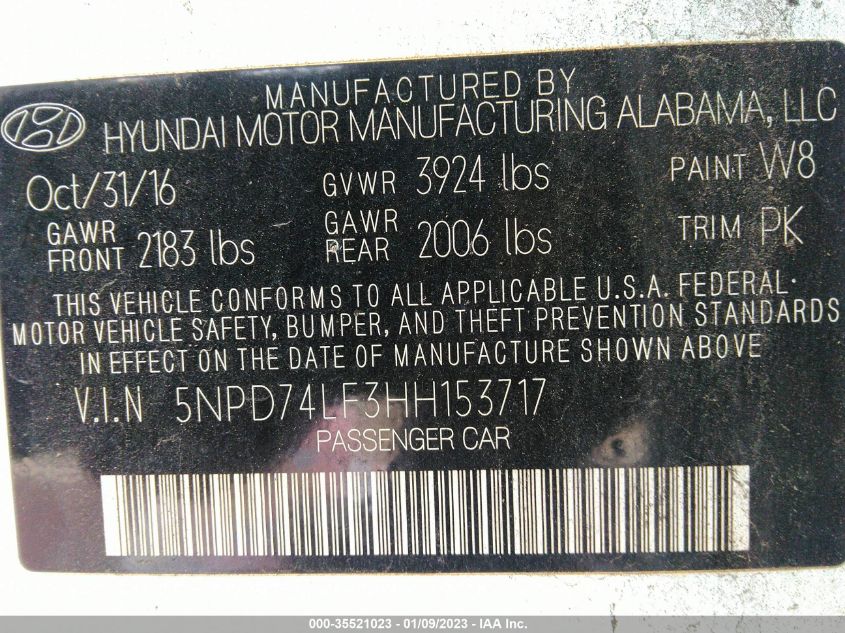 MANUFACTURED BY
HYUNDAI MOTOR MANUFACTURING ALABAMA, LLC
Oct/31/16 GVWR 3924 lbs PAINT W8
GAWR FRONT 2183 lbs GAWR REAR 2006 lbs TRIM PK
THIS VEHICLE CONFORMS TO ALL APPLICABLE U.S.A. FEDERAL-
MOTOR VEHICLE SAFETY, BUMPER, AND THEFT PREVENTION STANDARDS
IN EFFECT ON THE DATE OF MANUFACTURE SHOWN ABOVE
V.I.N 5NPD74LF3HH153717
PASSENGER CAR
000-35521023 — 01/09/2023 — IAA Inc.